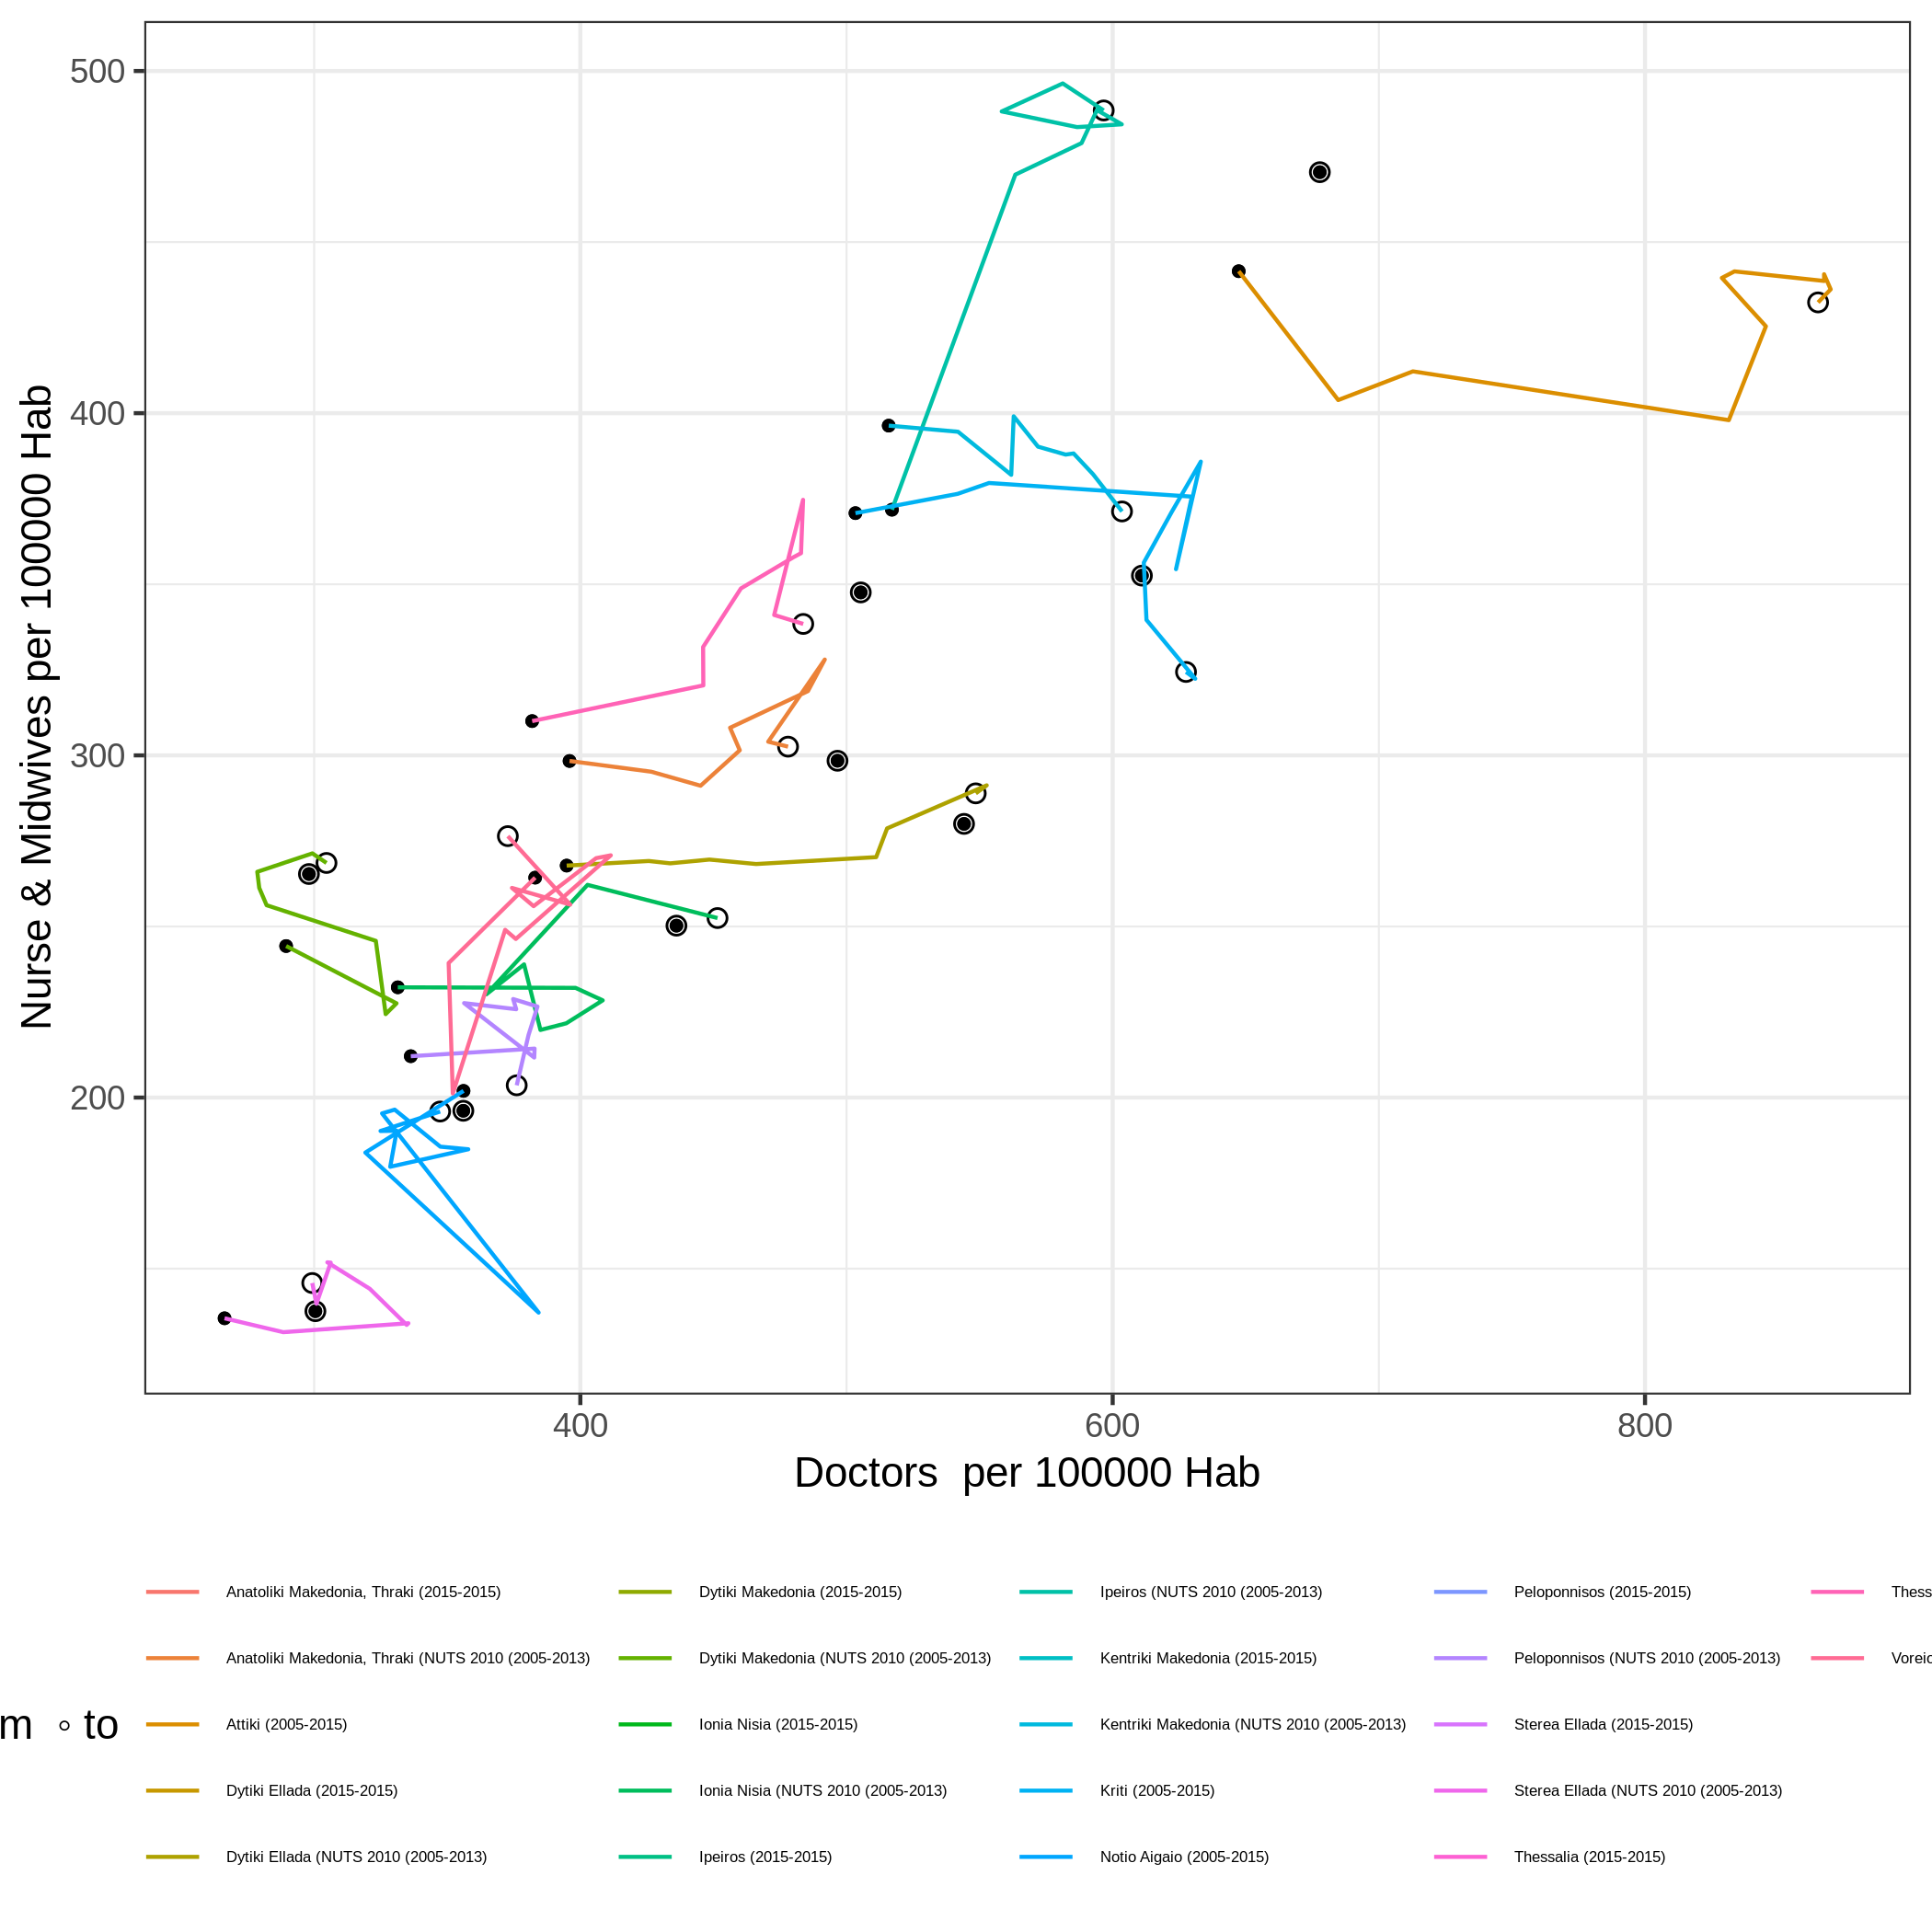 500
400
300
200
Nurse & Midwives per 100000 Hab
400 600 800
Doctors per 100000 Hab
to
Anatoliki Makedonia, Thraki (2015-2015)
Anatoliki Makedonia, Thraki (NUTS 2010 (2005-2013)
Attiki (2005-2015)
Dytiki Ellada (2015-2015)
Dytiki Ellada (NUTS 2010 (2005-2013)
Dytiki Makedonia (2015-2015)
Dytiki Makedonia (NUTS 2010 (2005-2013)
Ionia Nisia (2015-2015)
Ionia Nisia (NUTS 2010 (2005-2013)
Ipeiros (2015-2015)
Ipeiros (NUTS 2010 (2005-2013)
Kentriki Makedonia (2015-2015)
Kentriki Makedonia (NUTS 2010 (2005-2013)
Kriti (2005-2015)
Notio Aigaio (2005-2015)
Peloponnisos (2015-2015)
Peloponnisos (NUTS 2010 (2005-2013)
Sterea Ellada (2015-2015)
Sterea Ellada (NUTS 2010 (2005-2013)
Thessalia (2015-2015)